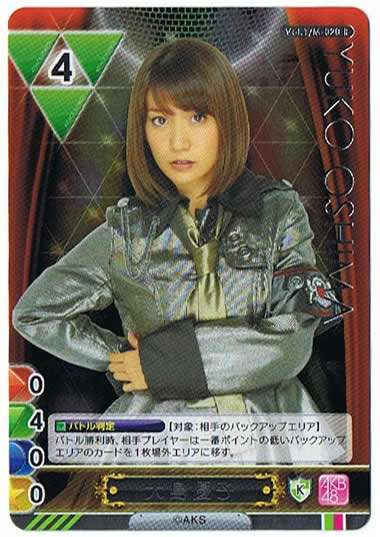 Vol.1/M-020 R
4
YUKO OSHIMA
0
4
0
0
バトル判定 【対象:相手のバックアップエリア】
バトル勝利時、相手プレイヤーは一番ポイントの低いバックアップ
エリアのカードを1枚場外エリアに移す。
大島優子
K
AKB
48
©AKS